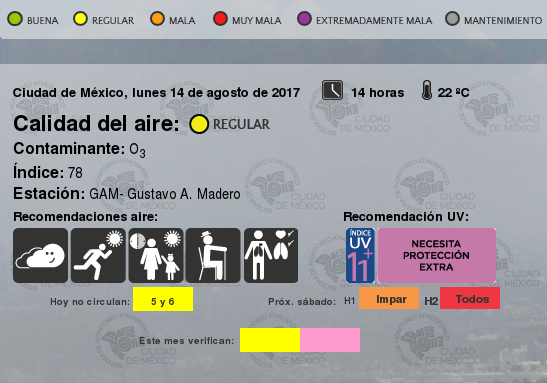 BUENA REGULAR MALA MUY MALA EXTREMADAMENTE MALA MANTENIMIENTO
Ciudad de México, lunes 14 de agosto de 2017 14 horas 22 ºC
Calidad del aire: REGULAR
Contaminante: O3
Índice: 78
Estación: GAM- Gustavo A. Madero
Recomendaciones aire: Recomendación UV:
ÍNDICE
UV
11+
NECESITA
PROTECCIÓN
EXTRA
Hoy no circulan: 5 y 6 Próx. sábado: H1 Impar H2 Todos
Este mes verifican:
CIUDAD
DE MÉXICO